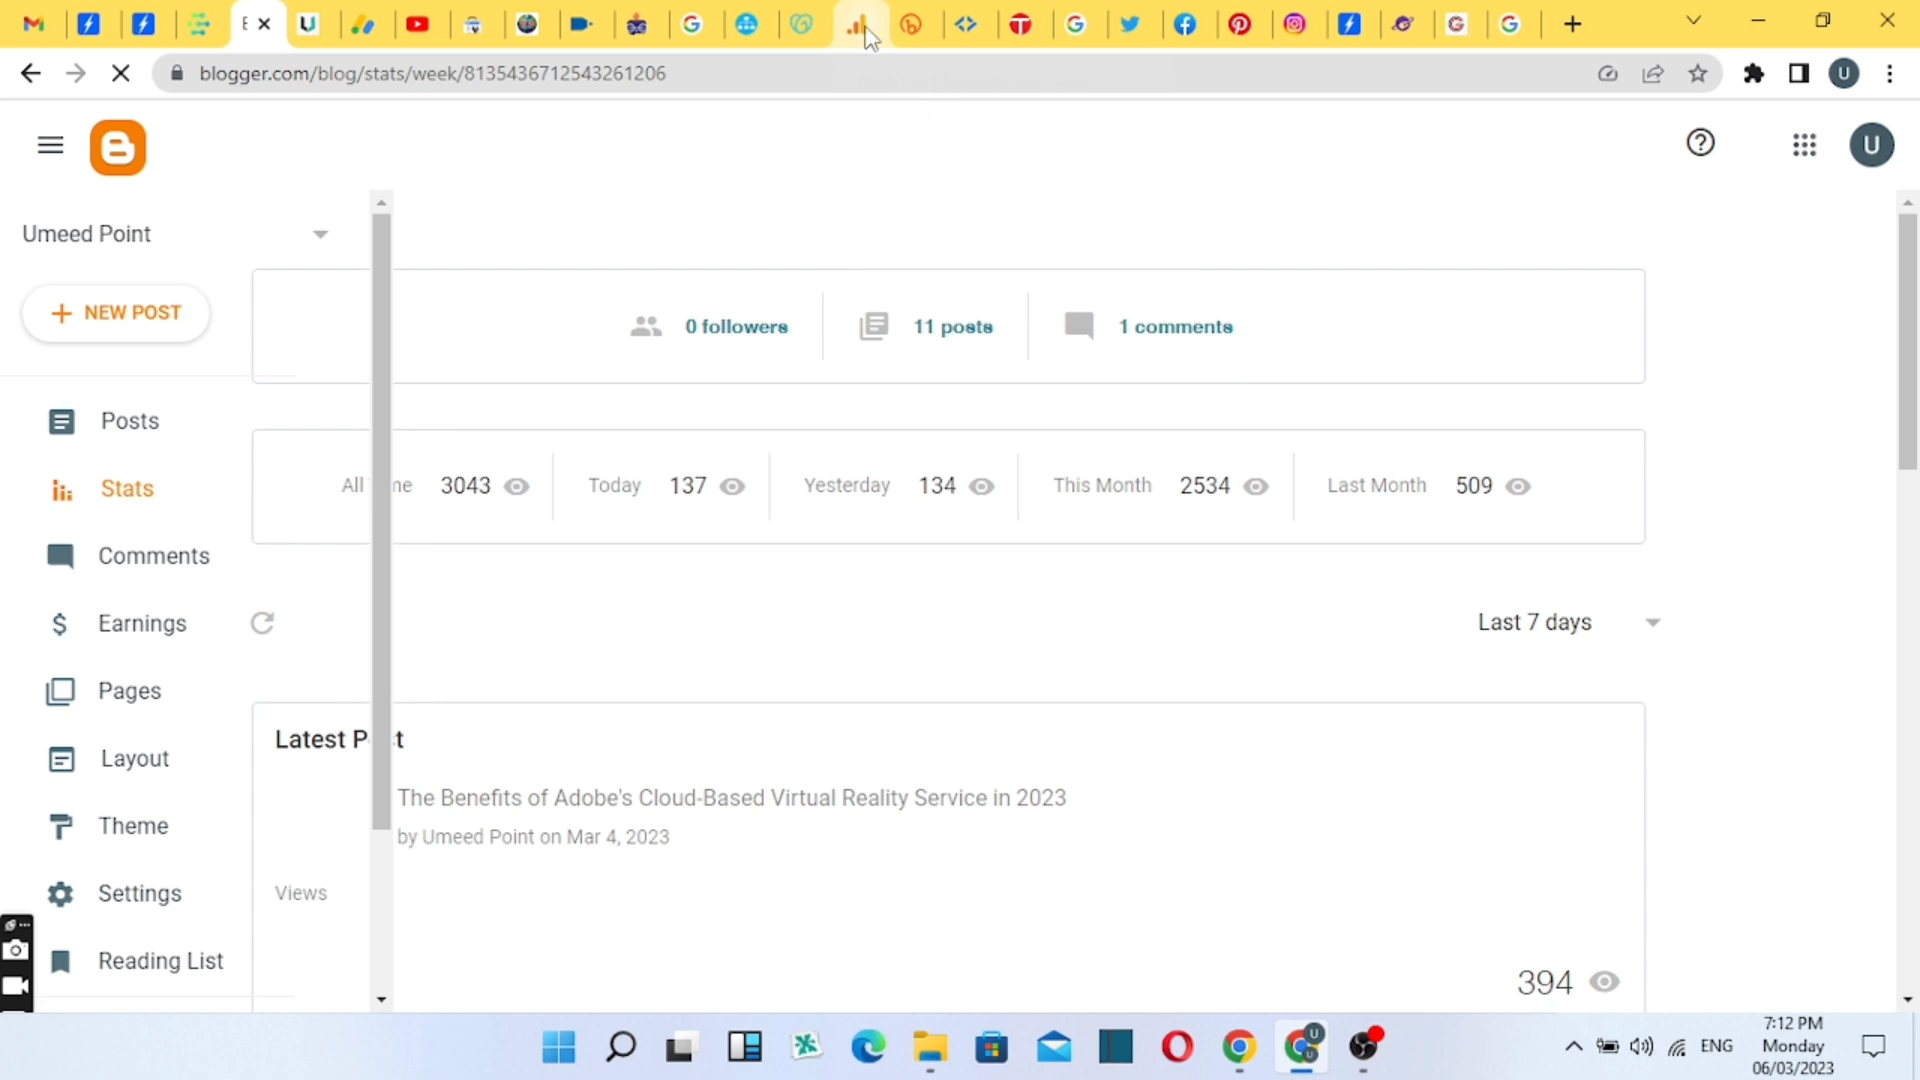 blogger.com/blog/stats/week/8135436712543261206
U
U
Umeed Point
NEW POST
0 followers
11 posts
1 comments
Posts
Stats
All
me 3043
Today 137
Yesterday 134
This Month 2534
Last Month 509
Comments
Earnings
Last 7 days
Pages
Latest P
t
Layout
The Benefits of Adobe's Cloud-Based Virtual Reality Service in 2023
by Umeed Point on Mar 4, 2023
Theme
Settings
Views
Reading List
394
ENG
7:12 PM
Monday
06/03/2023